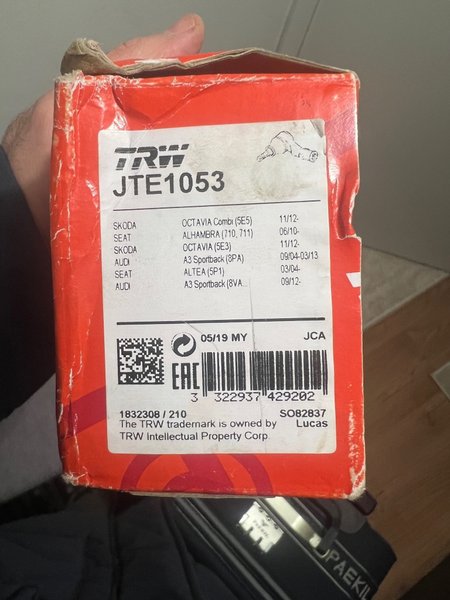 TRW
JTE1053
SKODA OCTAVIA Combi (5E5) 11/12-
SEAT ALHAMBRA (710, 711) 06/10-
SKODA OCTAVIA (5E3) 11/12-
AUDI A3 Sportback (8PA) 09/04-03/13
SEAT ALTEA (5P1) 03/04-
AUDI A3 Sportback (8VA... 09/12-
05/19 MY JCA
EAC
3 322937 429202
1832308 / 210 SO82837
The TRW trademark is owned by Lucas
TRW Intellectual Property Corp
PAEKIL